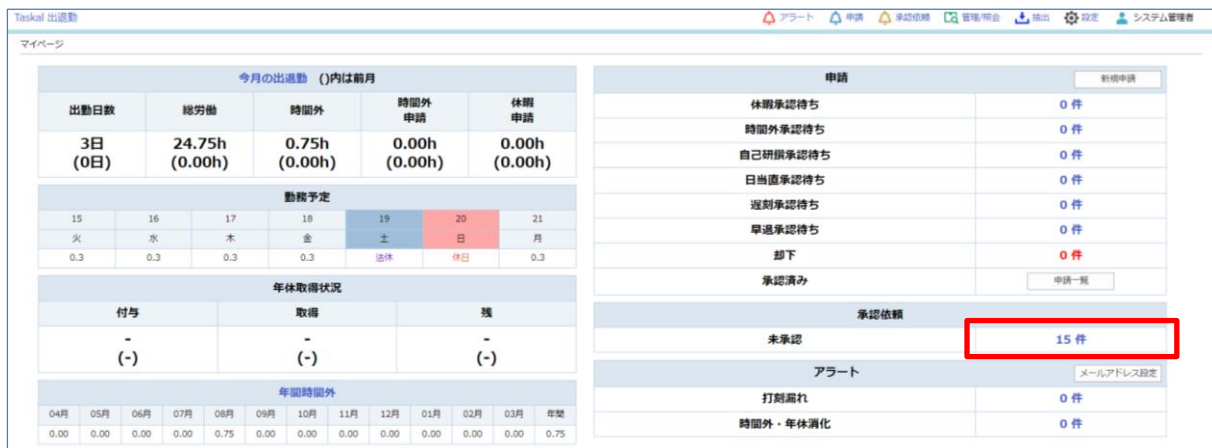 Taskal 出退勤
アラート 申請 承認依頼 管理/照会 抽出 設定 システム管理者
マイページ
今月の出退勤 ()内は前月
出勤日数 総労働 時間外 時間外申請 休暇申請
3日 24.75h 0.75h 0.00h 0.00h
(0日) (0.00h) (0.00h) (0.00h) (0.00h)
勤務予定
15 16 17 18 19 20 21
火 水 木 金 土 日 月
0.3 0.3 0.3 0.3 法休 休日 0.3
年休取得状況
付与 取得 残
- - -
(-) (-) (-)
年間時間外
04月 05月 06月 07月 08月 09月 10月 11月 12月 01月 02月 03月 年間
0.00 0.00 0.00 0.00 0.75 0.00 0.00 0.00 0.00 0.00 0.00 0.00 0.75
申請 新規申請
休暇承認待ち 0 件
時間外承認待ち 0 件
自己研鑽承認待ち 0 件
日当直承認待ち 0 件
遅刻承認待ち 0 件
早退承認待ち 0 件
却下 0 件
承認済み 申請一覧
承認依頼
未承認 15 件
アラート メールアドレス設定
打刻漏れ 0 件
時間外・年休消化 0 件